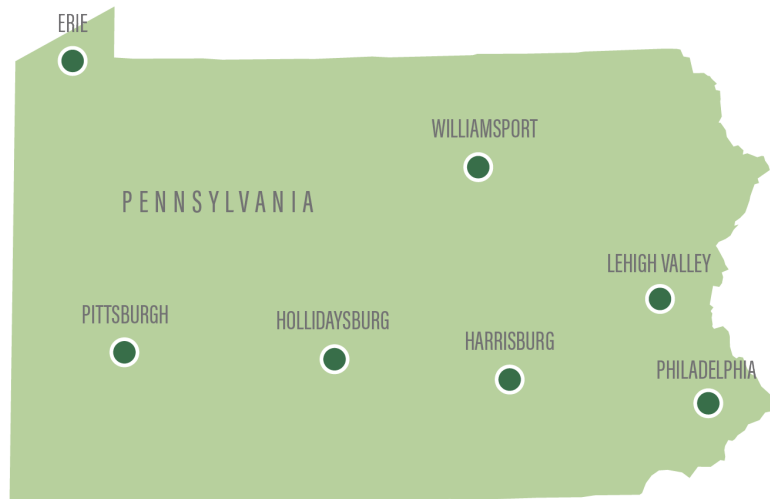 ERIE
WILLIAMSPORT
PENNSYLVANIA
LEHIGH VALLEY
PITTSBURGH
HOLLIDAYSBURG
HARRISBURG
PHILADELPHIA